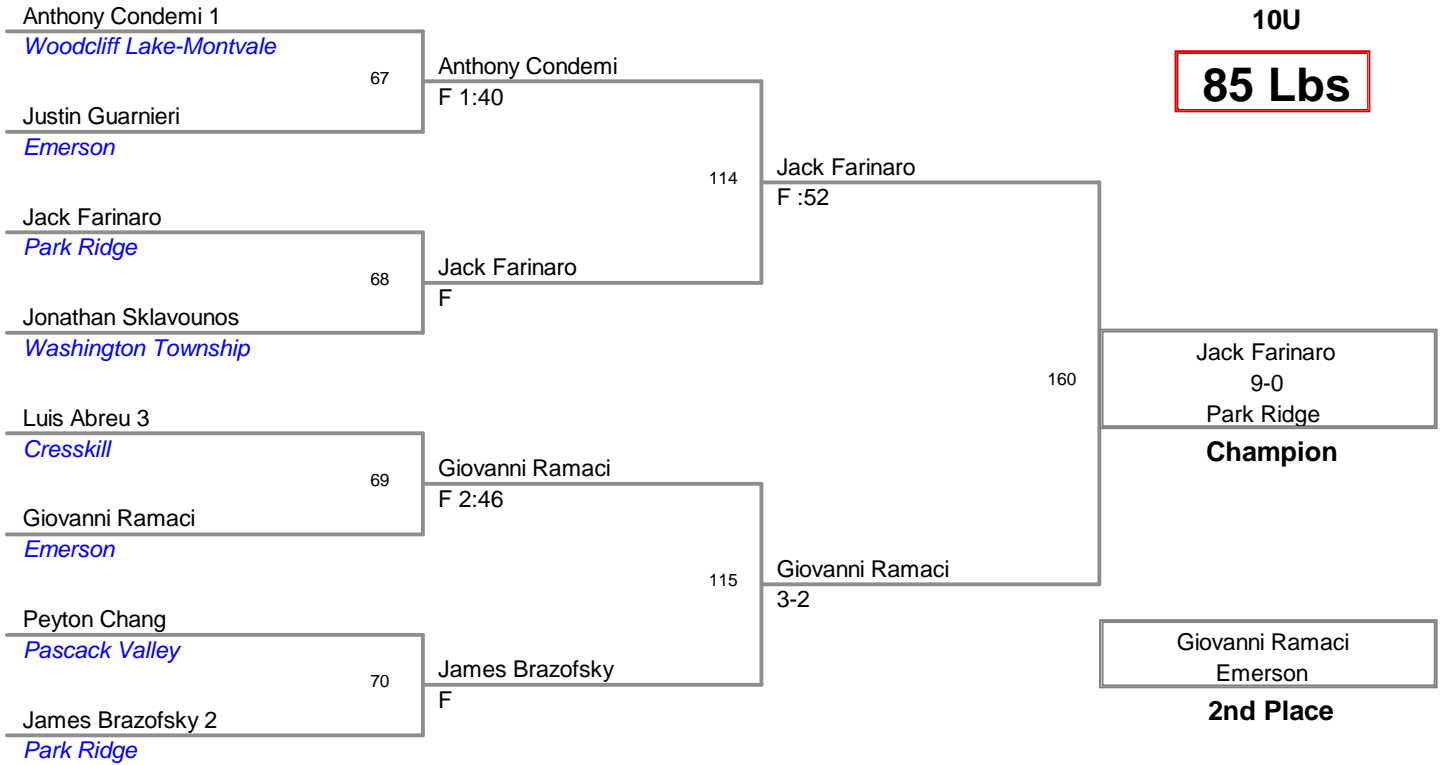 Anthony Condemi 1
Woodcliff Lake-Montvale
67
Justin Guarnieri
Emerson
Anthony Condemi
F 1:40
Jack Farinaro
Park Ridge
68
Jonathan Sklavounos
Washington Township
Jack Farinaro
F
114
Jack Farinaro
F :52
Luis Abreu 3
Cresskill
69
Giovanni Ramaci
Emerson
Giovanni Ramaci
F 2:46
Peyton Chang
Pascack Valley
70
James Brazofsky 2
Park Ridge
James Brazofsky
F
115
Giovanni Ramaci
3-2
160
10U
85 Lbs
Jack Farinaro
9-0
Park Ridge
Champion
Giovanni Ramaci
Emerson
2nd Place